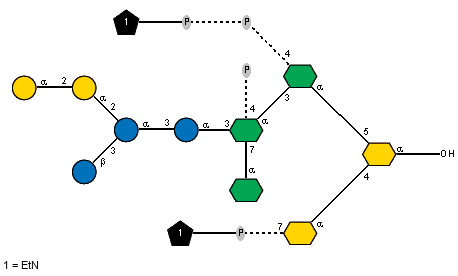 1 P P
4
P
α 2 α 4 3 α
2
α 3 α 3 α
7 5
3 α α OH
β 4
1 P 7 α
1 = EtN